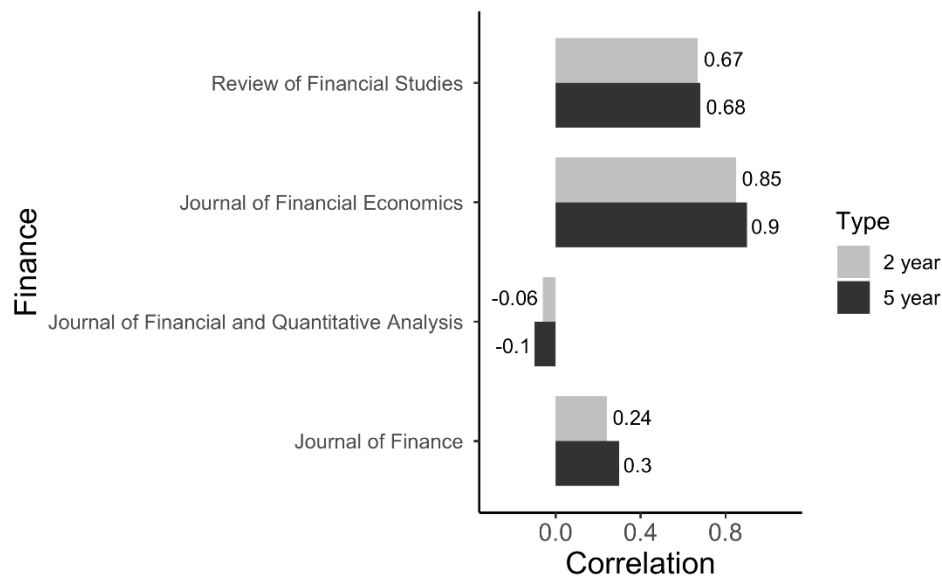 Finance
Review of Financial Studies
0.67
0.68
Journal of Financial Economics
0.85
0.9
Journal of Financial and Quantitative Analysis
-0.06
-0.1
Journal of Finance
0.24
0.3
0.0 0.4 0.8
Correlation
Type
2 year
5 year